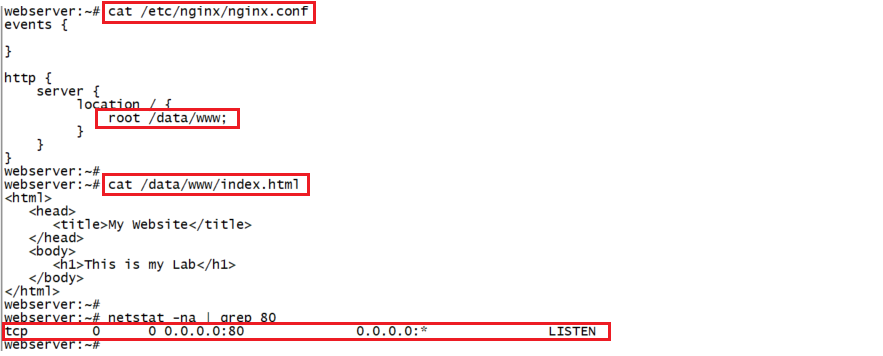 webserver:~# cat /etc/nginx/nginx.conf
events {
}
http {
    server {
         location / {
             root /data/www;
         }
    }
}
webserver:~#
webserver:~# cat /data/www/index.html
<html>
   <head>
      <title>My Website</title>
   </head>
   <body>
      <h1>This is my Lab</h1>
   </body>
</html>
webserver:~#
webserver:~# netstat -na | grep 80
tcp        0      0 0.0.0.0:80              0.0.0.0:*               LISTEN
webserver:~#